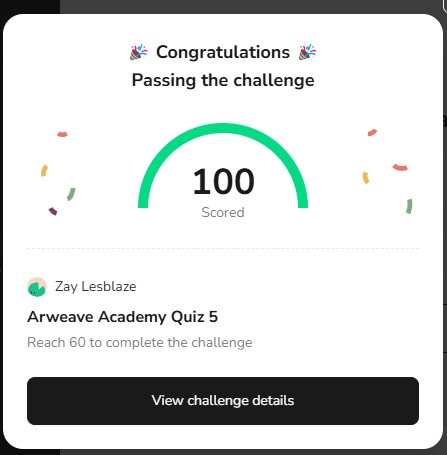 🎉 Congratulations 🎉
Passing the challenge
100
Scored
Zay Lesblaze
Arweave Academy Quiz 5
Reach 60 to complete the challenge
View challenge details